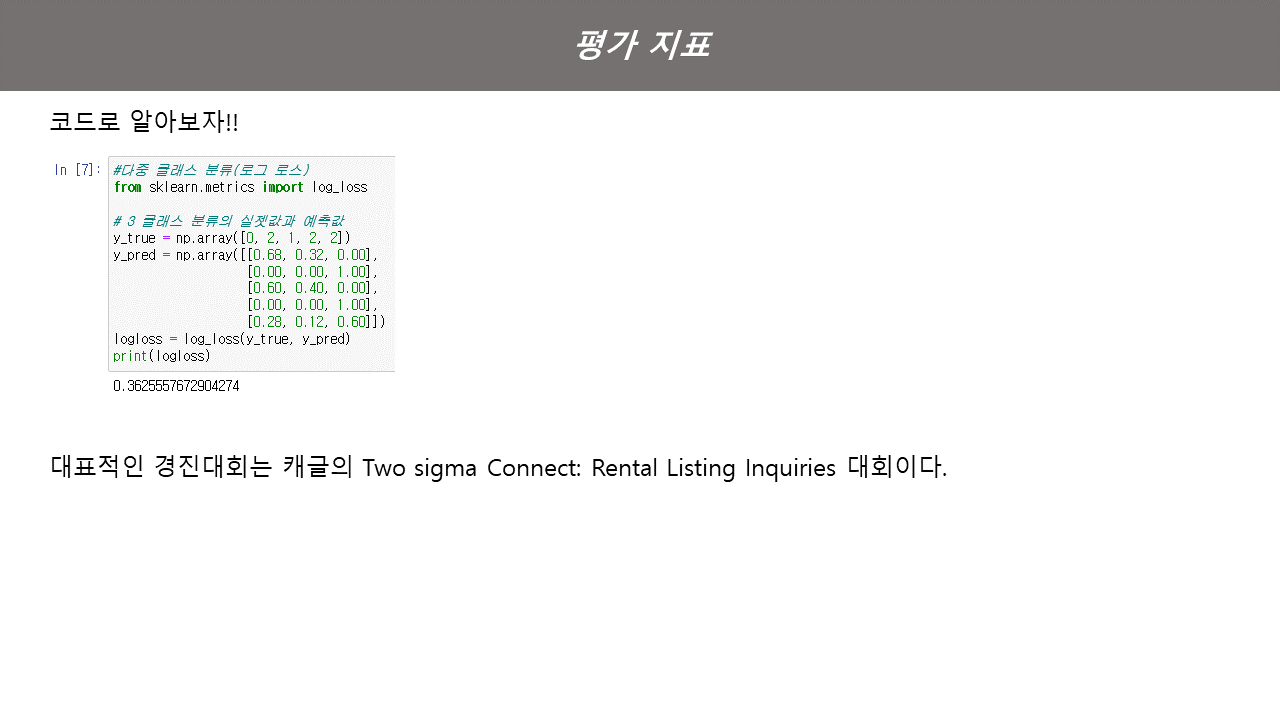 평가 지표
코드로 알아보자!!
In [7]: #다중 클래스 분류(로그 로스)
from sklearn.metrics import log_loss
# 3 클래스 분류의 실젯값과 예측값
y_true = np.array([0, 2, 1, 2, 2])
y_pred = np.array([[0.68, 0.32, 0.00],
[0.00, 0.00, 1.00],
[0.60, 0.40, 0.00],
[0.00, 0.00, 1.00],
[0.28, 0.12, 0.60]])
logloss = log_loss(y_true, y_pred)
print(logloss)
0.3625557672904274
대표적인 경진대회는 캐글의 Two sigma Connect: Rental Listing Inquiries 대회이다.